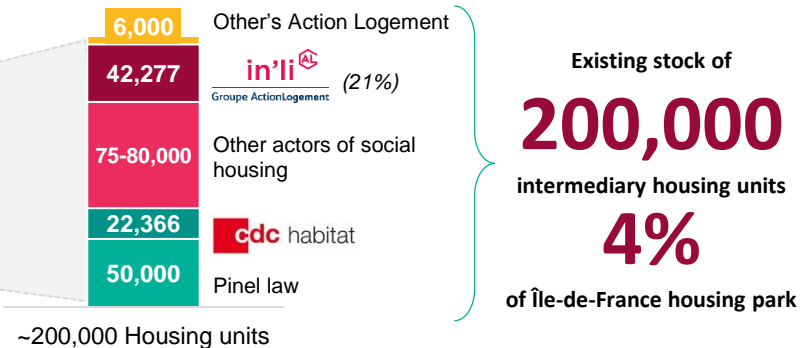 6,000
Other's Action Logement
42,277
in'li AL
Groupe ActionLogement
(21%)
75-80,000
Other actors of social
housing
22,366
cdc habitat
50,000
Pinel law
~200,000 Housing units
Existing stock of
200,000
intermediary housing units
4%
of Île-de-France housing park